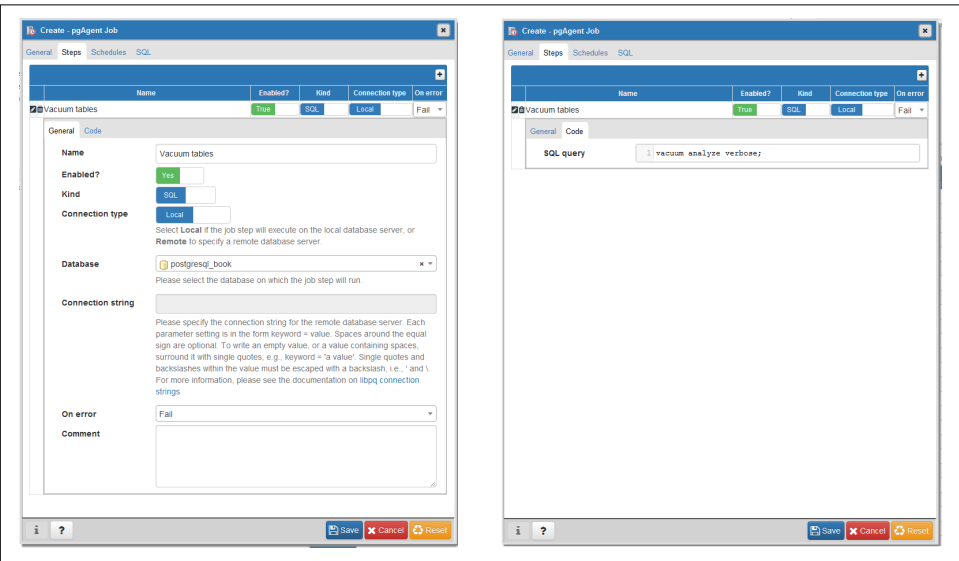 Create - pgAgent Job
General Steps Schedules SQL
Name Enabled? Kind Connection type On error
Vacuum tables True SQL Local Fail
General Code
Name Vacuum tables
Enabled? Yes
Kind SQL
Connection type Local
Select Local if the job step will execute on the local database server, or
Remote to specify a remote database server.
Database postgresql_book
Please select the database on which the job step will run.
Connection string
Please specify the connection string for the remote database server. Each
parameter setting is in the form keyword = value. Spaces around the equal
sign are optional. To write an empty value, or a value containing spaces,
surround it with single quotes, e.g., keyword = 'a value'. Single quotes and
backslashes within the value must be escaped with a backslash, i.e., ' and \.
For more information, please see the documentation on libpq connection
strings
On error Fail
Comment
i ? Save Cancel Reset
Create - pgAgent Job
General Steps Schedules SQL
Name Enabled? Kind Connection type On error
Vacuum tables True SQL Local Fail
General Code
SQL query 1 vacuum analyze verbose;
i ? Save Cancel Reset